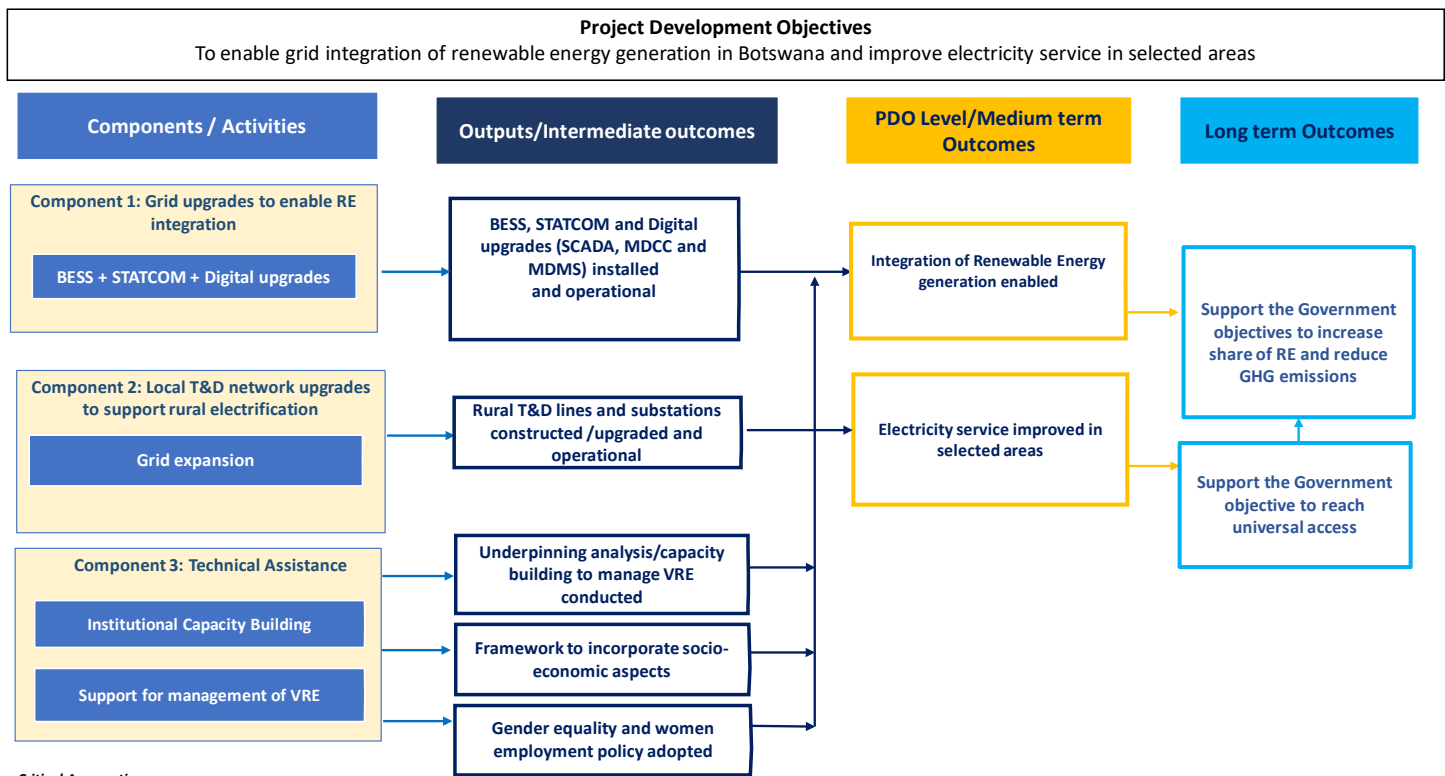 Project Development Objectives
To enable grid integration of renewable energy generation in Botswana and improve electricity service in selected areas
Components / Activities
Outputs/Intermediate outcomes
PDO Level/Medium term
Outcomes
Long term Outcomes
Component 1: Grid upgrades to enable RE
integration
BESS + STATCOM + Digital upgrades
BESS, STATCOM and Digital
upgrades (SCADA, MDCC and
MDMS) installed
and operational
Integration of Renewable Energy
generation enabled
Support the Government
objectives to increase
share of RE and reduce
GHG emissions
Component 2: Local T&D network upgrades
to support rural electrification
Grid expansion
Rural T&D lines and substations
constructed /upgraded and
operational
Electricity service improved in
selected areas
Support the Government
objective to reach
universal access
Component 3: Technical Assistance
Institutional Capacity Building
Support for management of VRE
Underpinning analysis/capacity
building to manage VRE
conducted
Framework to incorporate socio-
economic aspects
Gender equality and women
employment policy adopted